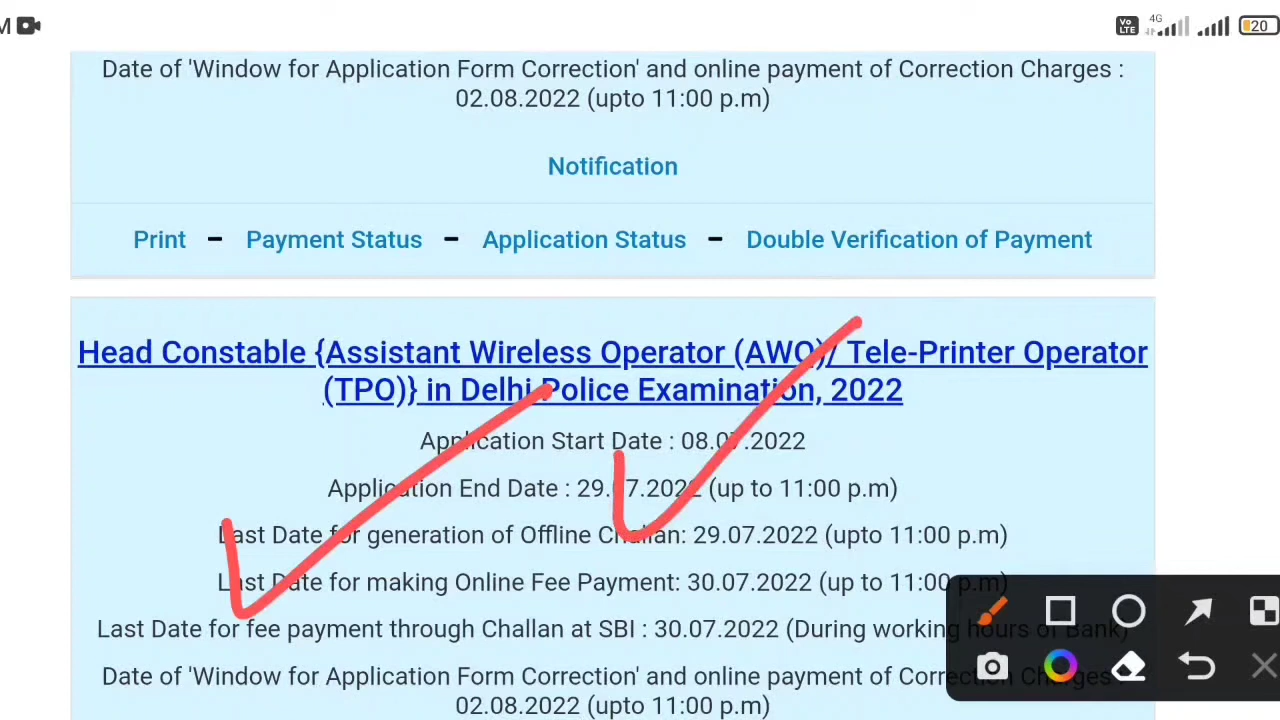 M
Vo LTE 4G 20
Date of 'Window for Application Form Correction' and online payment of Correction Charges :
02.08.2022 (upto 11:00 p.m)
Notification
Print – Payment Status – Application Status – Double Verification of Payment
Head Constable {Assistant Wireless Operator (AWO)/ Tele-Printer Operator
(TPO)} in Delhi Police Examination, 2022
Application Start Date : 08.07.2022
Application End Date : 29.07.2022 (up to 11:00 p.m)
Last Date for generation of Offline Challan: 29.07.2022 (upto 11:00 p.m)
Last Date for making Online Fee Payment: 30.07.2022 (up to 11:00 p.m)
Last Date for fee payment through Challan at SBI : 30.07.2022 (During working hours of Bank)
Date of 'Window for Application Form Correction' and online payment of Correction Charges
02.08.2022 (upto 11:00 p.m)